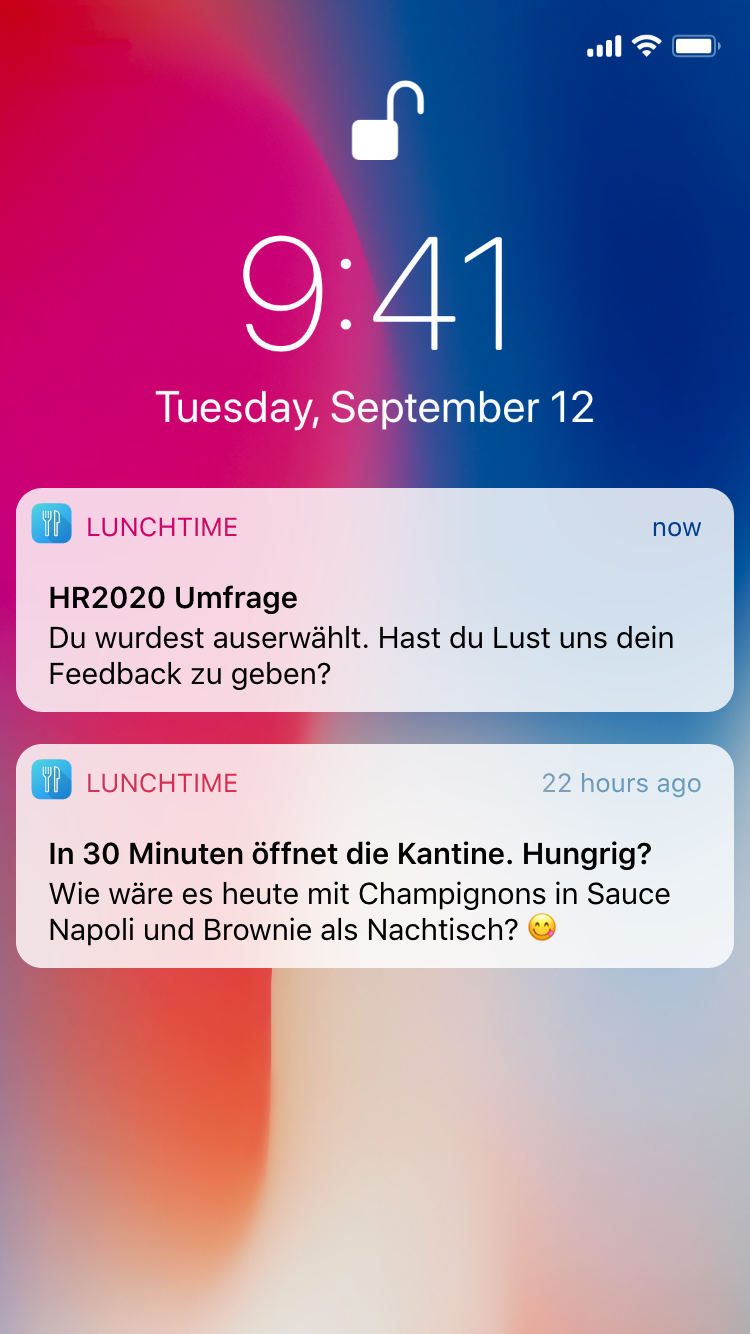 9:41
Tuesday, September 12
LUNCHTIME now
HR2020 Umfrage
Du wurdest auserwählt. Hast du Lust uns dein
Feedback zu geben?
LUNCHTIME 22 hours ago
In 30 Minuten öffnet die Kantine. Hungrig?
Wie wäre es heute mit Champignons in Sauce
Napoli und Brownie als Nachtisch? 😋